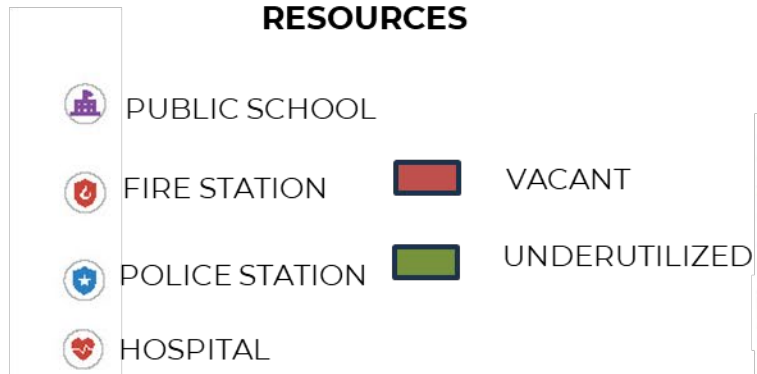 RESOURCES
PUBLIC SCHOOL
FIRE STATION
POLICE STATION
HOSPITAL
VACANT
UNDERUTILIZED